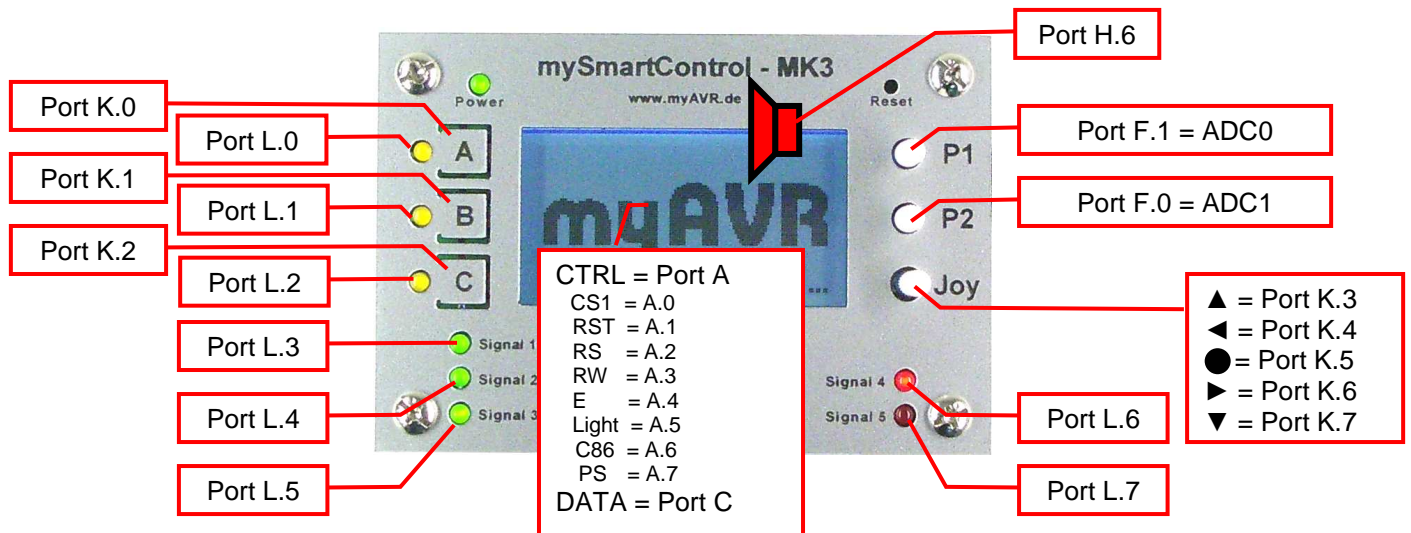 Port H.6
mySmartControl - MK3
www.myAVR.de
Power
Reset
Port K.0
Port L.0
A
P1
Port F.1 = ADC0
Port K.1
Port L.1
B
P2
Port F.0 = ADC1
Port K.2
Port L.2
C
Joy
myAVR
...
CTRL = Port A
CS1 = A.0
RST = A.1
RS = A.2
RW = A.3
E = A.4
Light = A.5
C86 = A.6
PS = A.7
DATA = Port C
▲ = Port K.3
◄ = Port K.4
●= Port K.5
► = Port K.6
▼ = Port K.7
Port L.3
Signal 1
Port L.4
Signal 2
Port L.5
Signal 3
Signal 4
Port L.6
Signal 5
Port L.7